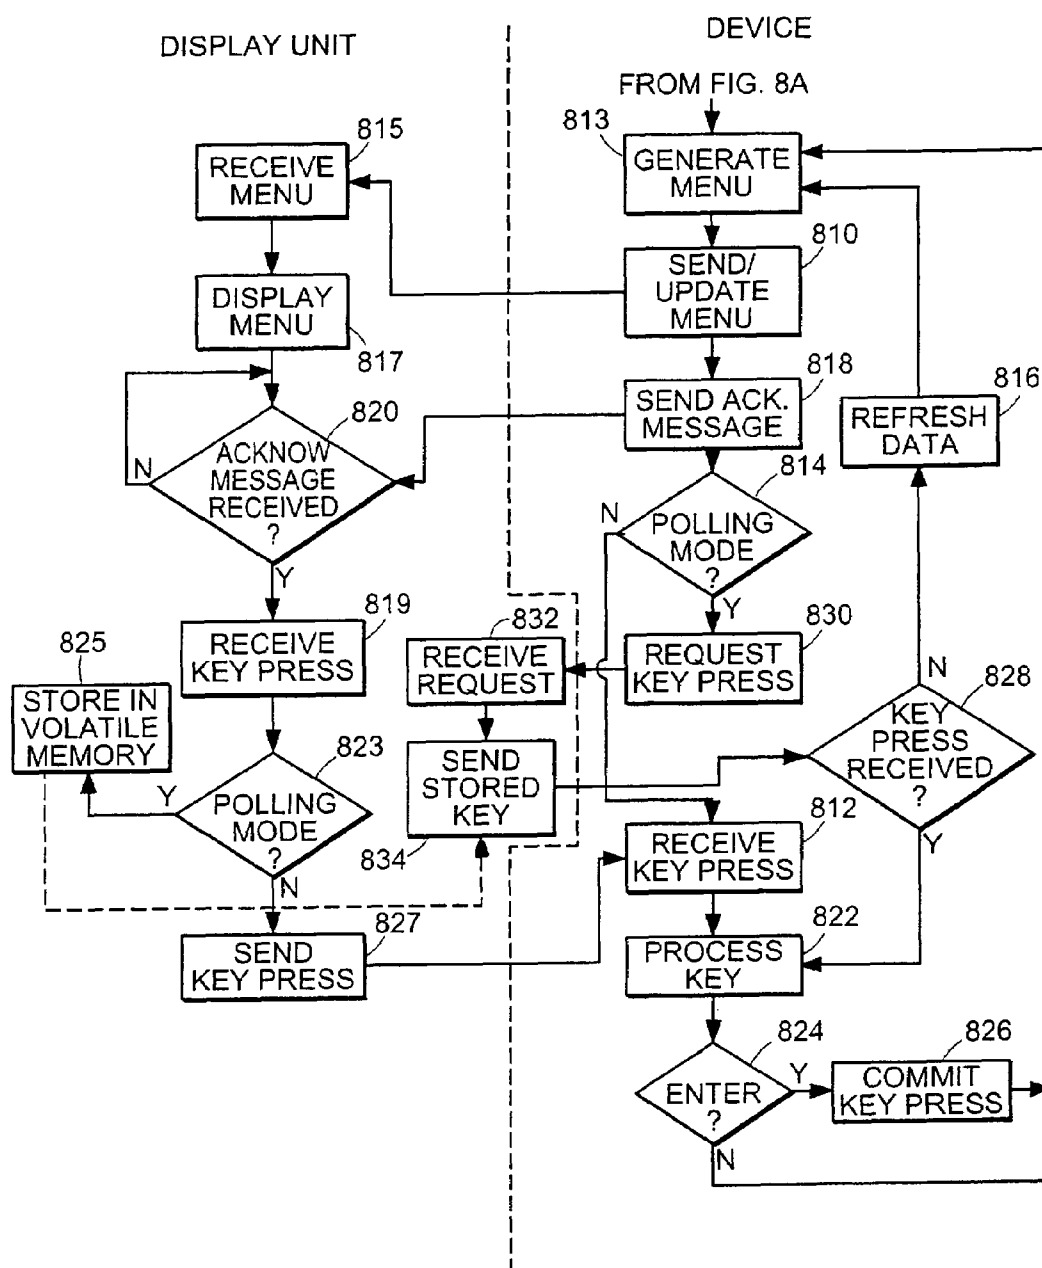 DISPLAY UNIT
DEVICE
FROM FIG. 8A
815
RECEIVE
MENU
813
GENERATE
MENU
810
SEND/
UPDATE
MENU
DISPLAY
MENU
817
818
SEND ACK.
MESSAGE
816
REFRESH
DATA
820
ACKNOW
MESSAGE
RECEIVED
?
N
Y
814
POLLING
MODE
?
N
Y
819
RECEIVE
KEY PRESS
832
RECEIVE
REQUEST
830
REQUEST
KEY PRESS
825
STORE IN
VOLATILE
MEMORY
823
POLLING
MODE
?
Y
N
SEND
STORED
KEY
834
828
KEY
PRESS
RECEIVED
?
N
Y
812
RECEIVE
KEY PRESS
827
SEND
KEY PRESS
822
PROCESS
KEY
824
ENTER
?
Y
N
826
COMMIT
KEY PRESS